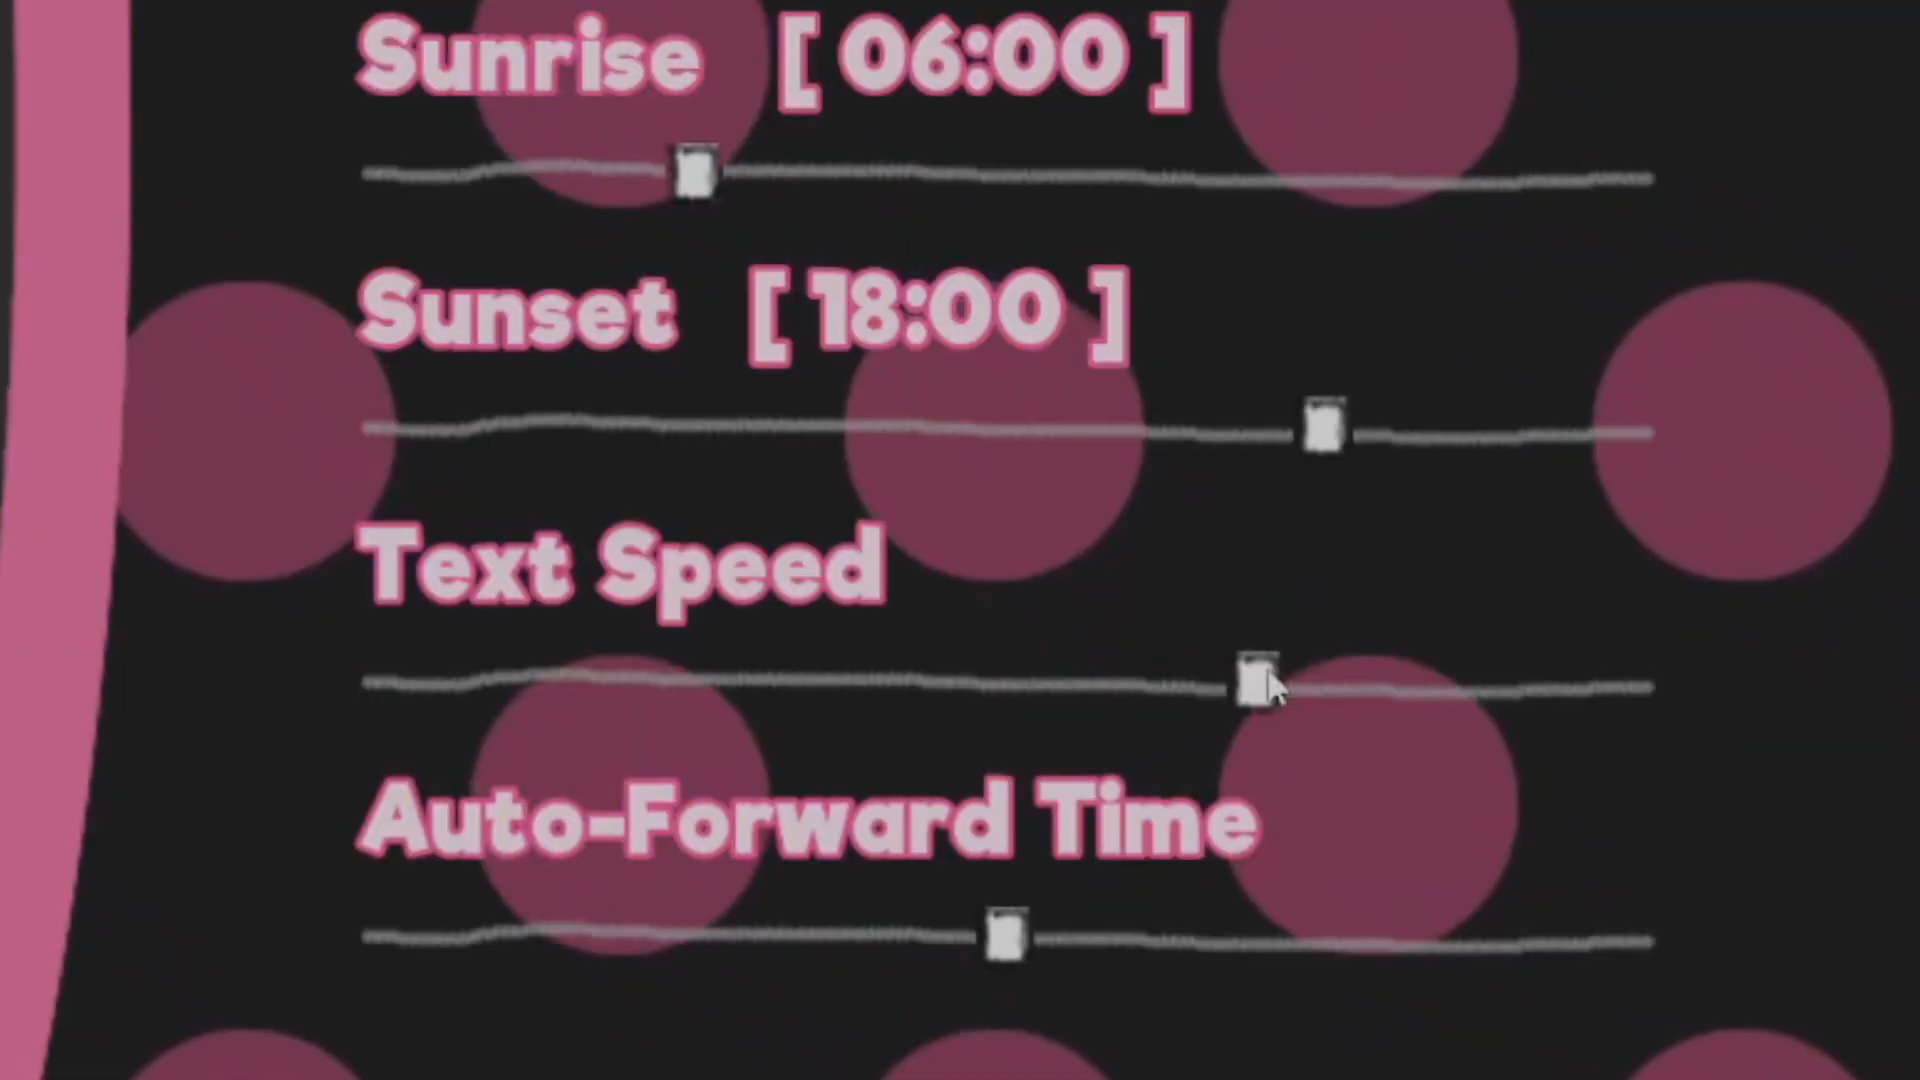 Sunrise [ 06:00 ]
Sunset [ 18:00 ]
Text Speed
Auto-Forward Time